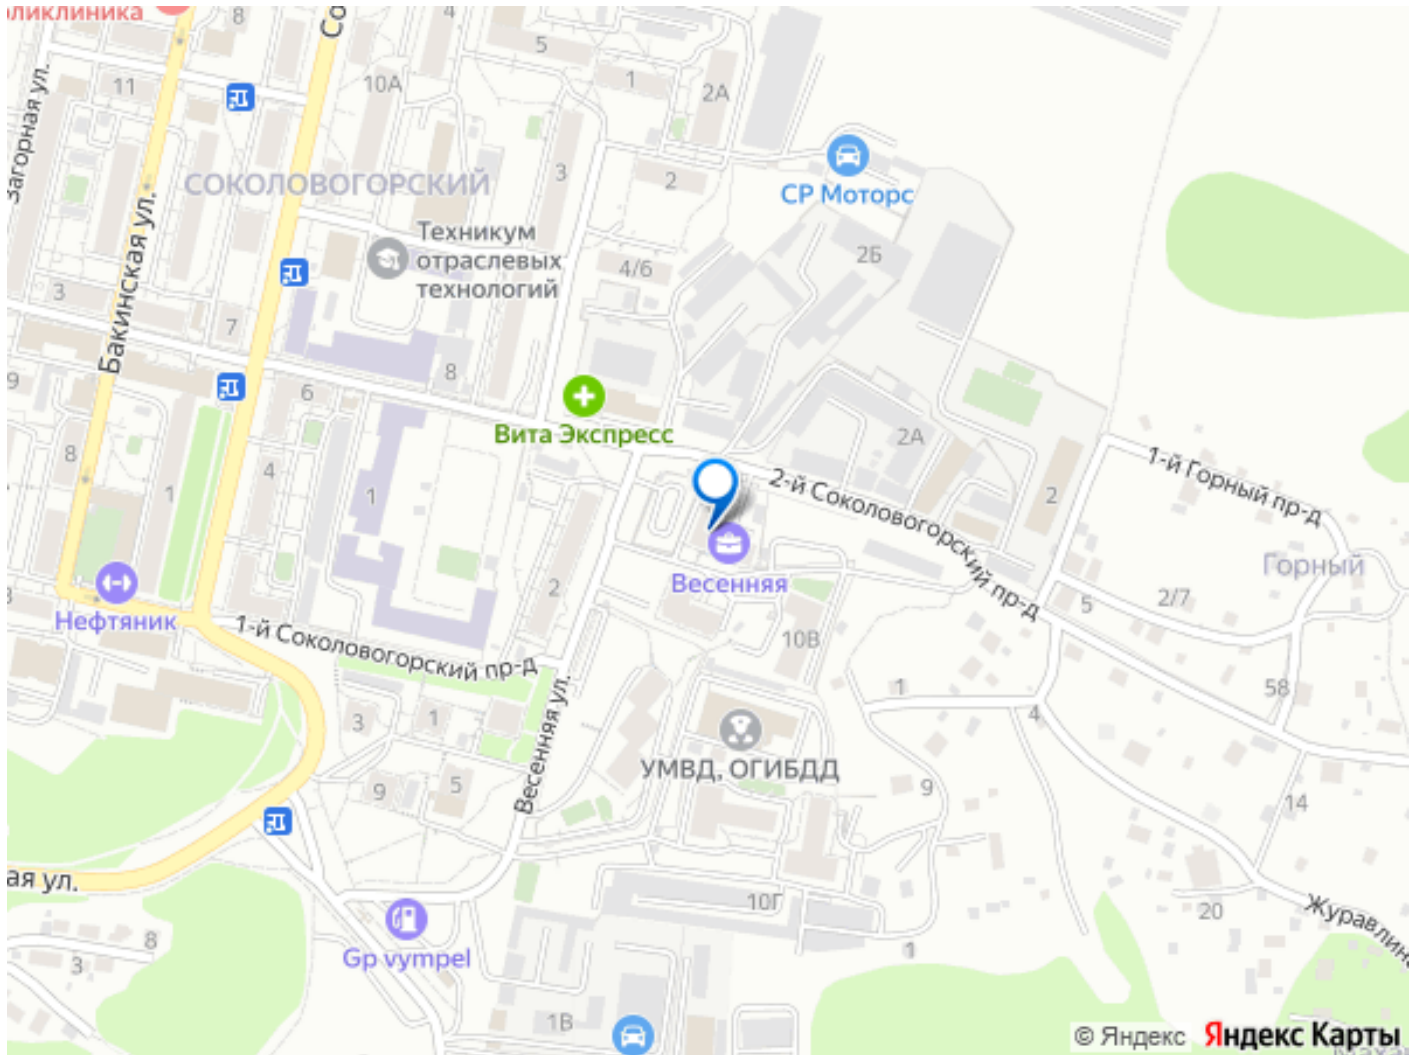 ликлиника
8
Со
5
1
2А
10А
11
Загорная ул.
СОКОЛОВОГОРСКИЙ
3
2
СР Моторс
Бакинская ул.
Техникум
отраслевых
технологий
4/6
2Б
3
7
8
6
9
Вита Экспресс
2А
1-й Горный пр-д
8
4
1
1
2-й Соколовогорский пр-д
2
Горный
Весенняя
2
5
2/7
Нефтяник
1-й Соколовогорский пр-д
10В
1
58
3
1
4
Весенняя ул.
УМВД, ОГИБДД
9
5
9
14
ая ул.
10Г
20
Журавлина
8
3
Gp vympel
1
1В
© Яндекс Яндекс Карты